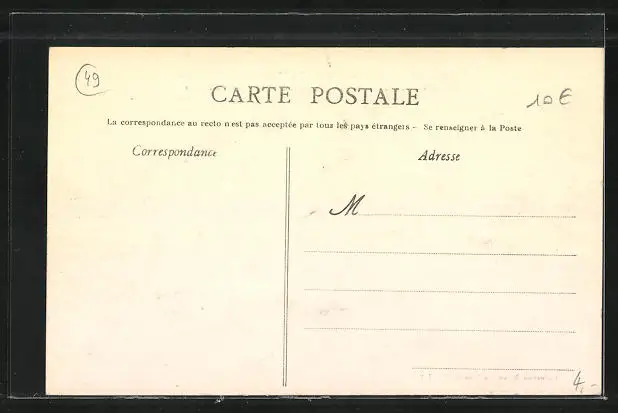 49
CARTE POSTALE
10€
La correspondance au recto n'est pas acceptée par tous les pays étrangers - Se renseigner à la Poste
Correspondance
Adresse
M
4,-